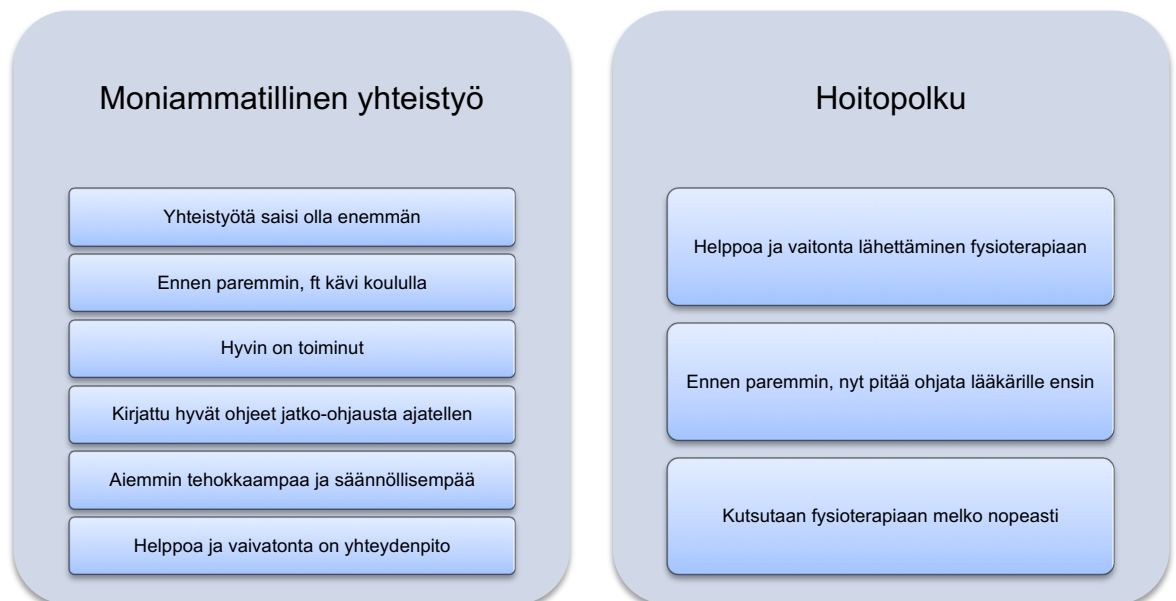 Moniammatillinen yhteistyö
Yhteistyötä saisi olla enemmän
Ennen paremmin, ft kävi koululla
Hyvin on toiminut
Kirjattu hyvät ohjeet jatko-ohjausta ajatellen
Aiemmin tehokkaampaa ja säännöllisempää
Helppoa ja vaivatonta on yhteydenpito
Hoitopolku
Helppoa ja vaitonta lähettäminen fysioterapiaan
Ennen paremmin, nyt pitää ohjata lääkärille ensin
Kutsutaan fysioterapiaan melko nopeasti